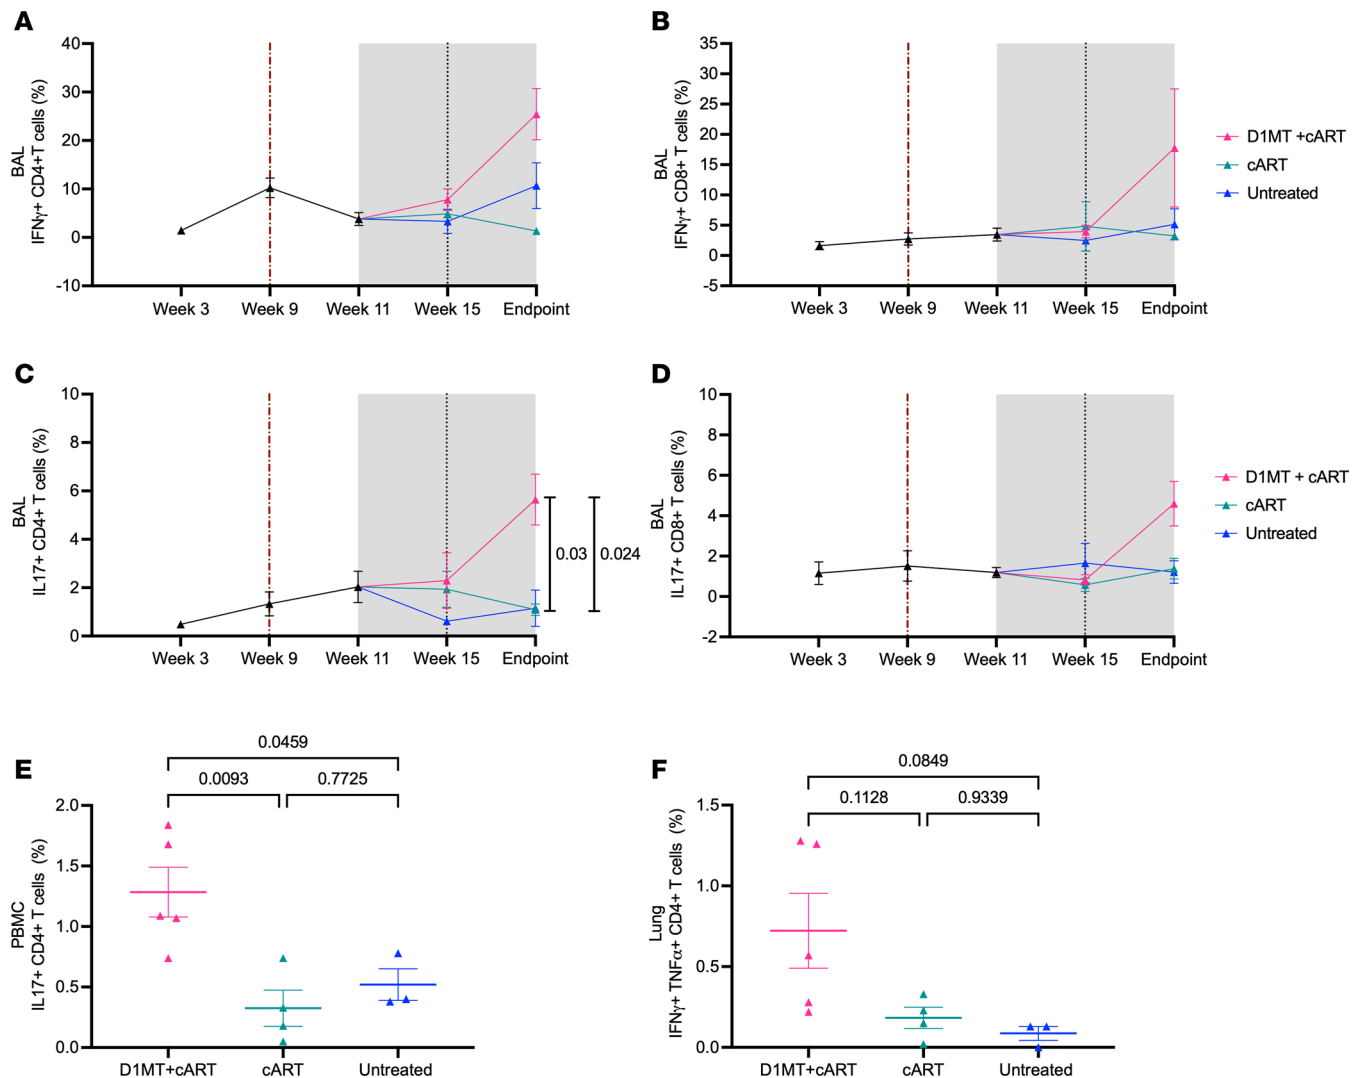 A
BAL
IFNγ+ CD4+T cells (%)
40
30
20
10
0
-10
Week 3
Week 9
Week 11
Week 15
Endpoint
B
BAL
IFNγ+ CD8+ T cells (%)
35
30
25
20
15
10
5
0
-5
Week 3
Week 9
Week 11
Week 15
Endpoint
D1MT +cART
cART
Untreated
C
BAL
IL17+ CD4+ T cells (%)
10
8
6
4
2
0
Week 3
Week 9
Week 11
Week 15
Endpoint
0.03
0.024
D
BAL
IL17+ CD8+ T cells (%)
10
8
6
4
2
0
-2
Week 3
Week 9
Week 11
Week 15
Endpoint
D1MT + cART
cART
Untreated
E
PBMC
IL17+ CD4+ T cells (%)
0.0459
0.0093
0.7725
2.0
1.5
1.0
0.5
0.0
D1MT+cART
cART
Untreated
F
Lung
IFNγ+ TNFα+ CD4+ T cells (%)
0.0849
0.1128
0.9339
1.5
1.0
0.5
0.0
D1MT+cART
cART
Untreated